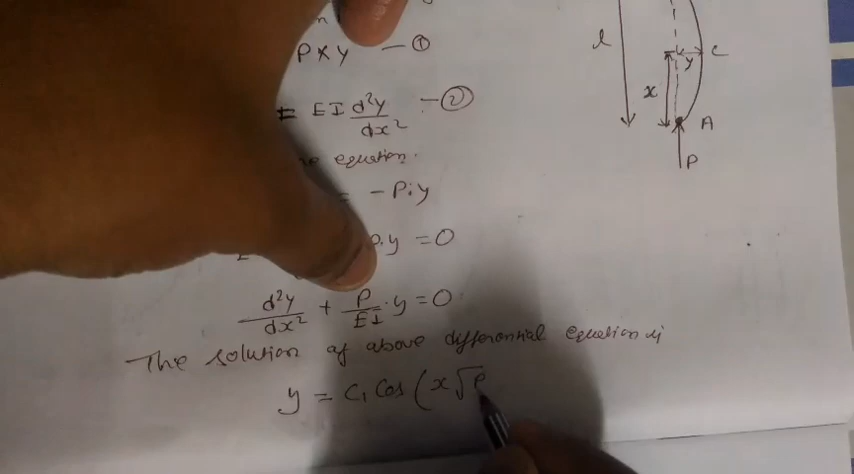 P×y — ①
= EI d²y/dx² — ②
equation.
= - P.y
P.y = 0
d²y/dx² + P/EI . y = 0
The solution of above differential equation is
y = C₁ Cos (x√P
l
y
C
x
A
P